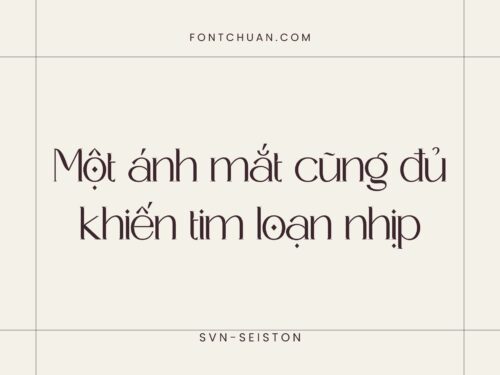 FONTCHUAN.COM
Một ánh mắt cũng đủ
khiến tim loạn nhịp
SVN-SEISTON